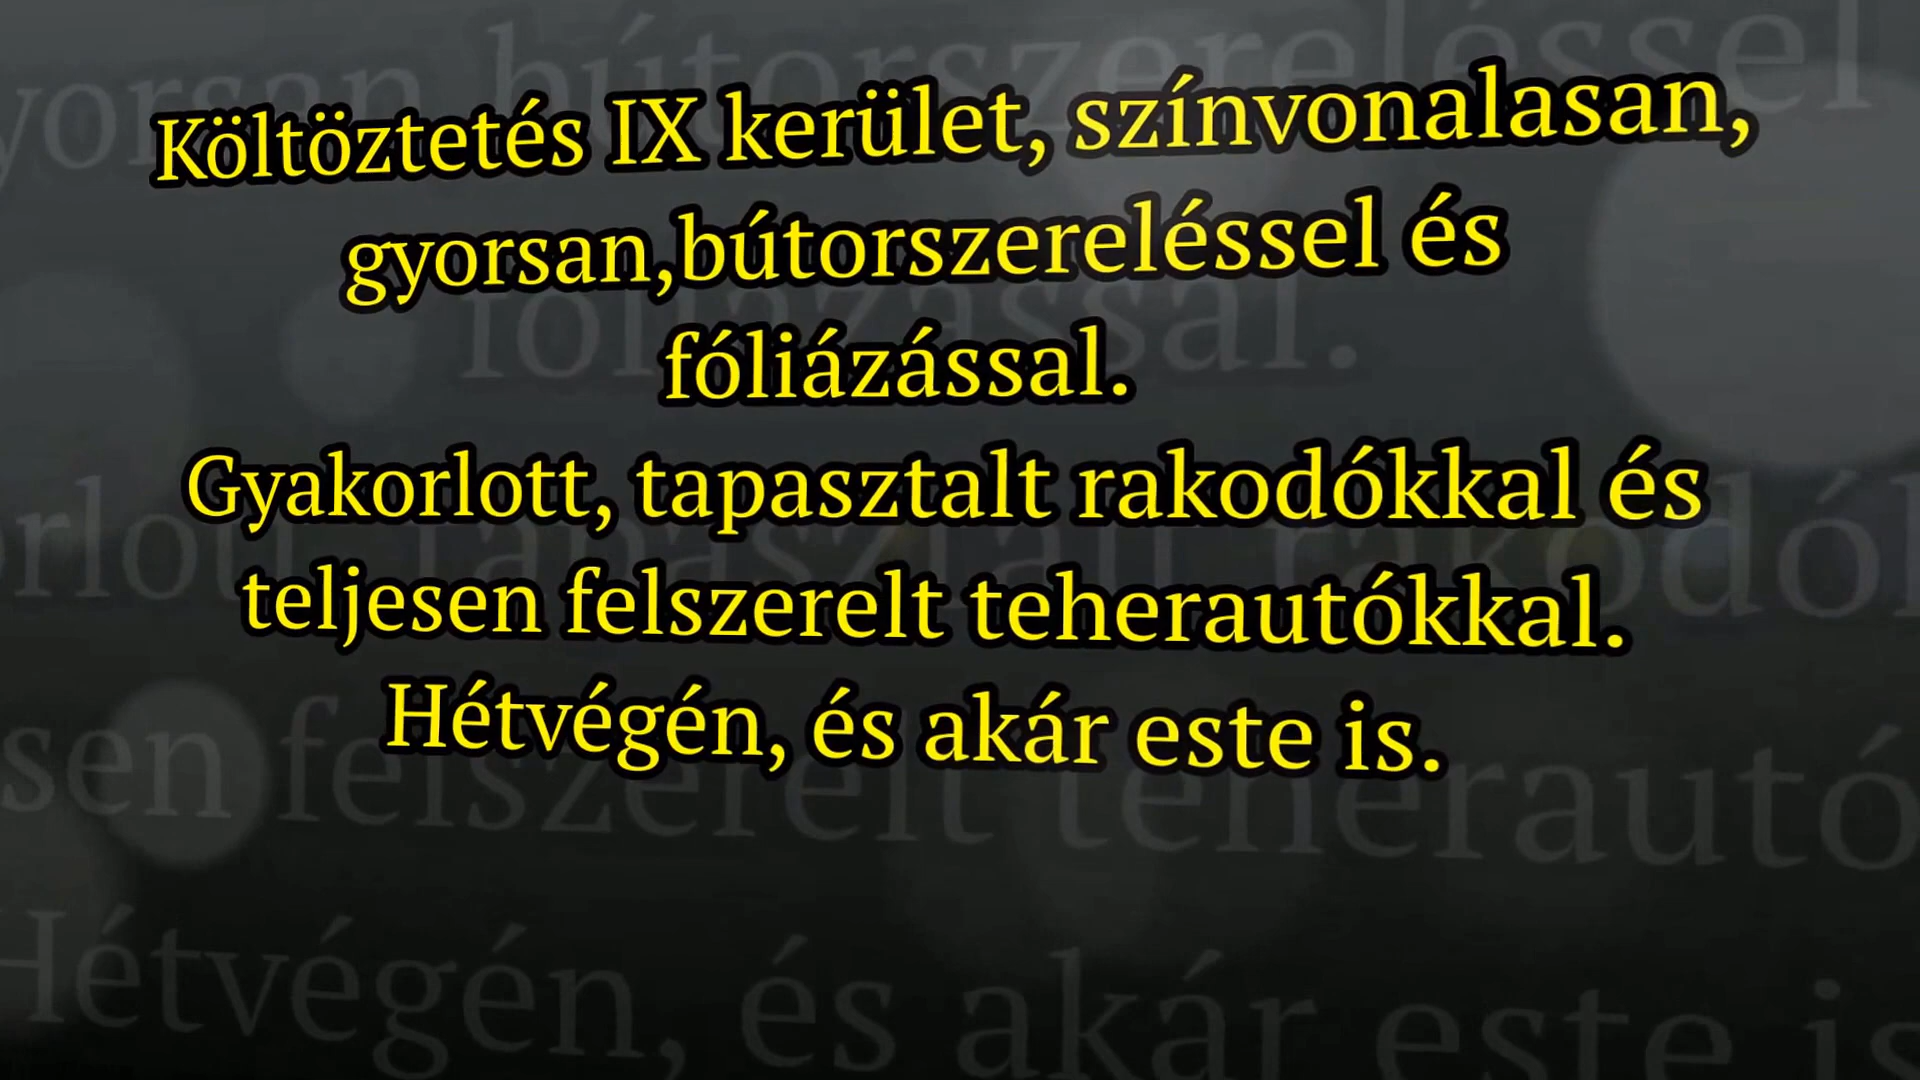 Költöztetés IX kerület, színvonalasan,
gyorsan,bútorszereléssel és
fóliázással.
Gyakorlott, tapasztalt rakodókkal és
teljesen felszerelt teherautókkal.
Hétvégén, és akár este is.